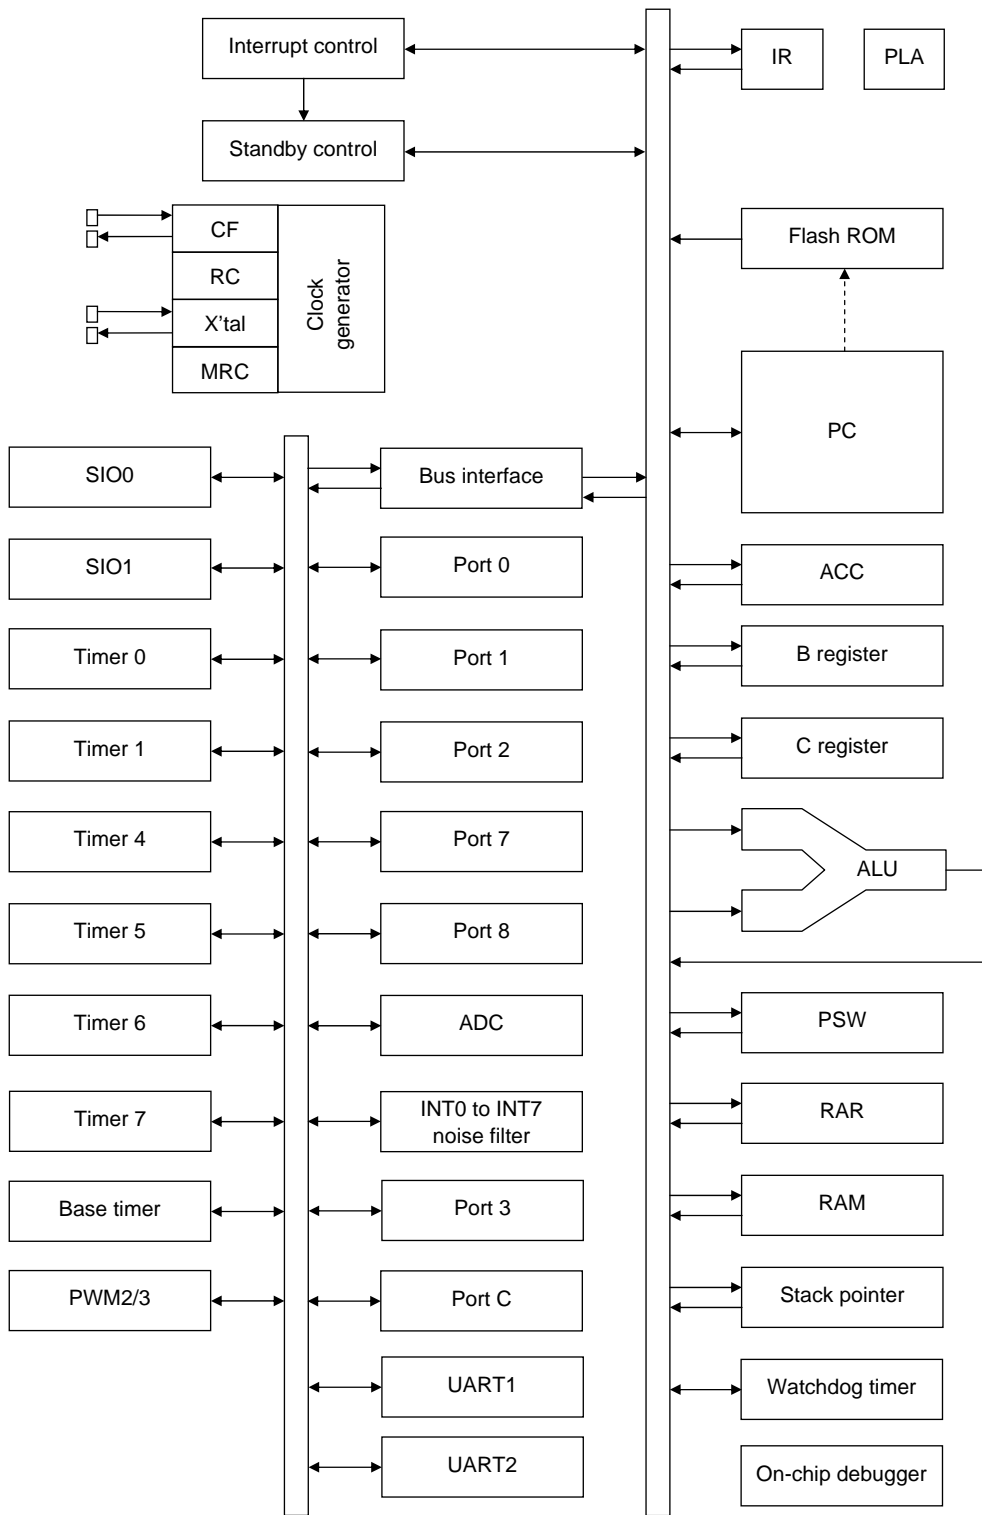 Interrupt control
IR
PLA
Standby control
CF
RC
X'tal
MRC
Clock
generator
Flash ROM
PC
SIO0
Bus interface
SIO1
Port 0
ACC
Timer 0
Port 1
B register
Timer 1
Port 2
C register
Timer 4
Port 7
ALU
Timer 5
Port 8
Timer 6
ADC
PSW
Timer 7
INT0 to INT7
noise filter
RAR
Base timer
Port 3
RAM
PWM2/3
Port C
Stack pointer
UART1
Watchdog timer
UART2
On-chip debugger